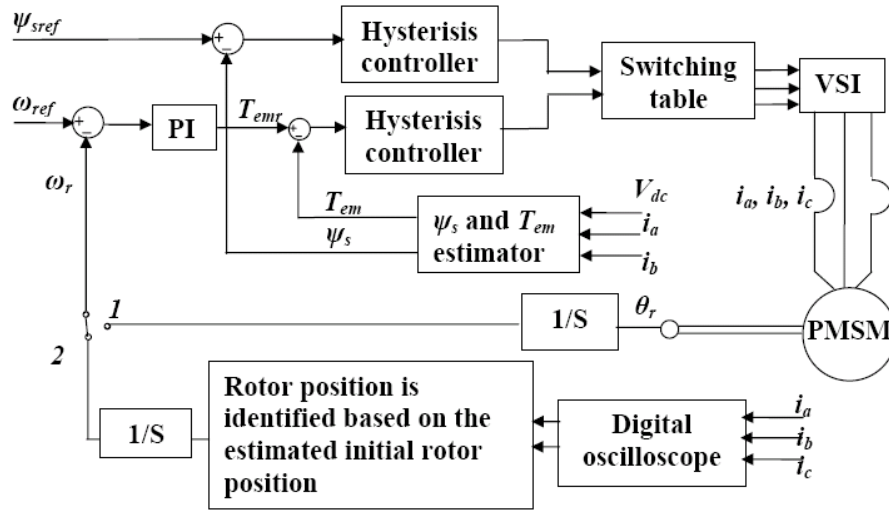 ψsref
+
−
Hysterisis
controller
Switching
table
VSI
ωref
+
−
PI
Temr
+
−
Hysterisis
controller
ωr
Tem
ψs
ψs and Tem
estimator
Vdc
ia
ib
ia, ib, ic
1
2
1/S
θr
PMSM
1/S
Rotor position is
identified based on the
estimated initial rotor
position
Digital
oscilloscope
ia
ib
ic